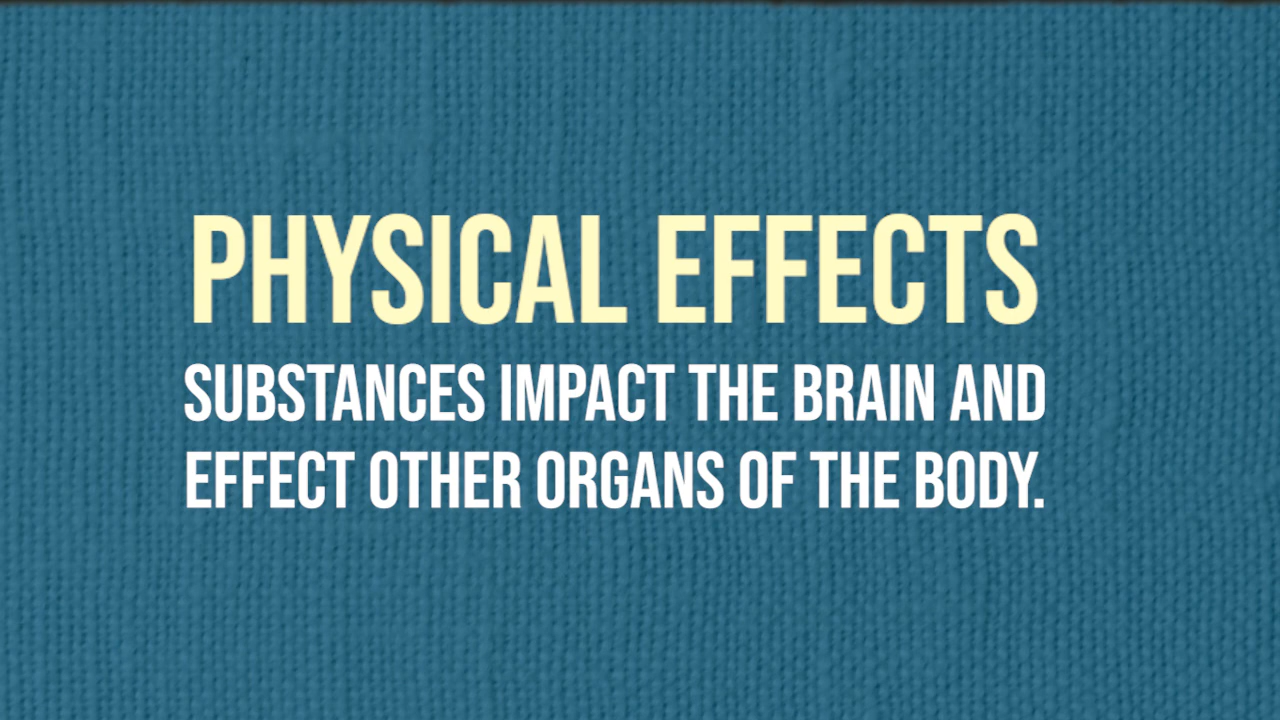 PHYSICAL EFFECTS
SUBSTANCES IMPACT THE BRAIN AND
EFFECT OTHER ORGANS OF THE BODY.